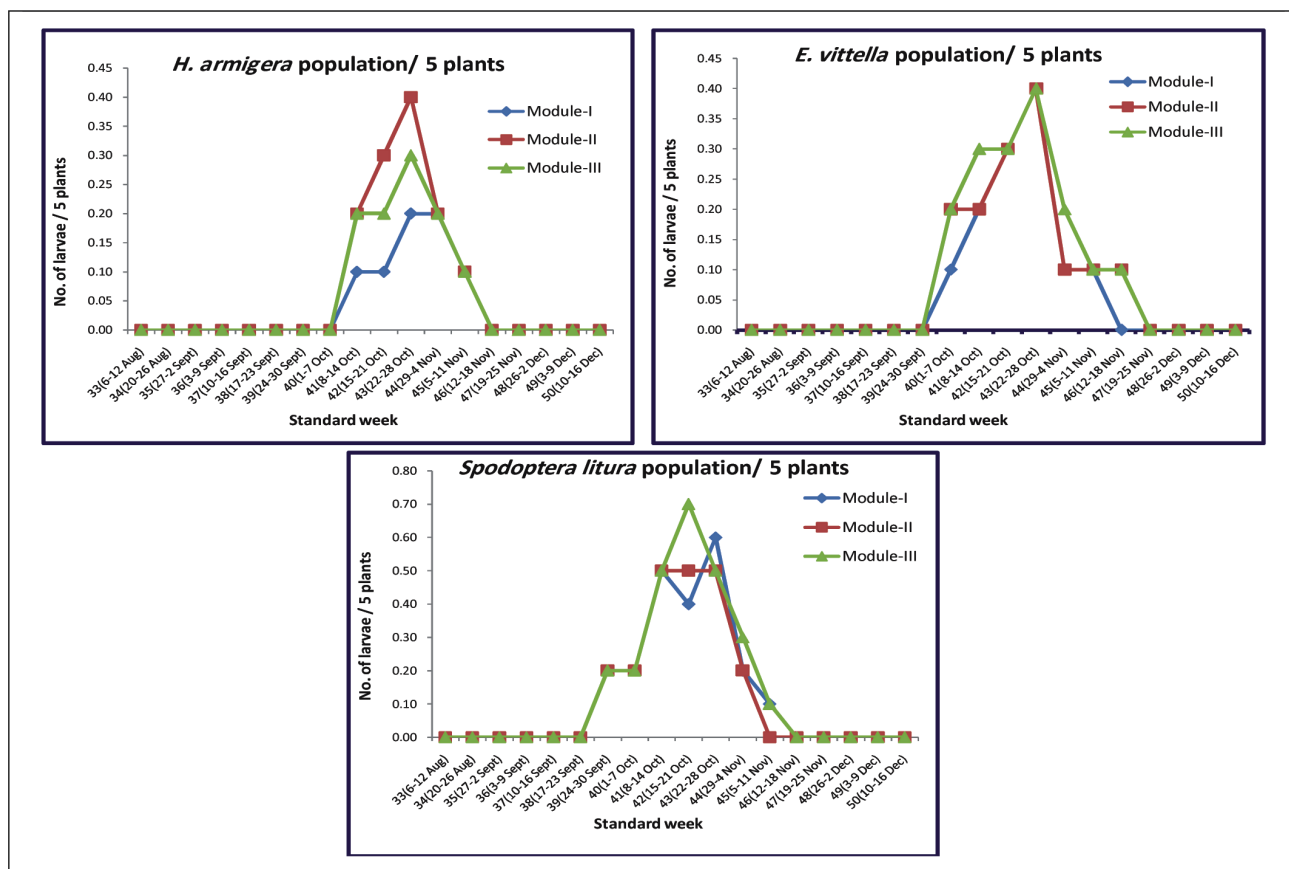 H. armigera population/ 5 plants
No. of larvae / 5 plants
0.45
0.40
0.35
0.30
0.25
0.20
0.15
0.10
0.05
0.00
Module-I
Module-II
Module-III
33(6-12 Aug)
34(20-26 Aug)
35(27-2 Sept)
36(3-9 Sept)
37(10-16 Sept)
38(17-23 Sept)
39(24-30 Sept)
40(1-7 Oct)
41(8-14 Oct)
42(15-21 Oct)
43(22-28 Oct)
44(29-4 Nov)
45(5-11 Nov)
46(12-18 Nov)
47(19-25 Nov)
48(26-2 Dec)
49(3-9 Dec)
50(10-16 Dec)
Standard week
E. vittella population/ 5 plants
No. of larvae / 5 plants
0.45
0.40
0.35
0.30
0.25
0.20
0.15
0.10
0.05
0.00
Module-I
Module-II
Module-III
33(6-12 Aug)
34(20-26 Aug)
35(27-2 Sept)
36(3-9 Sept)
37(10-16 Sept)
38(17-23 Sept)
39(24-30 Sept)
40(1-7 Oct)
41(8-14 Oct)
42(15-21 Oct)
43(22-28 Oct)
44(29-4 Nov)
45(5-11 Nov)
46(12-18 Nov)
47(19-25 Nov)
48(26-2 Dec)
49(3-9 Dec)
50(10-16 Dec)
Standard week
Spodoptera litura population/ 5 plants
No. of larvae / 5 plants
0.80
0.70
0.60
0.50
0.40
0.30
0.20
0.10
0.00
Module-I
Module-II
Module-III
33(6-12 Aug)
34(20-26 Aug)
35(27-2 Sept)
36(3-9 Sept)
37(10-16 Sept)
38(17-23 Sept)
39(24-30 Sept)
40(1-7 Oct)
41(8-14 Oct)
42(15-21 Oct)
43(22-28 Oct)
44(29-4 Nov)
45(5-11 Nov)
46(12-18 Nov)
47(19-25 Nov)
48(26-2 Dec)
49(3-9 Dec)
50(10-16 Dec)
Standard week